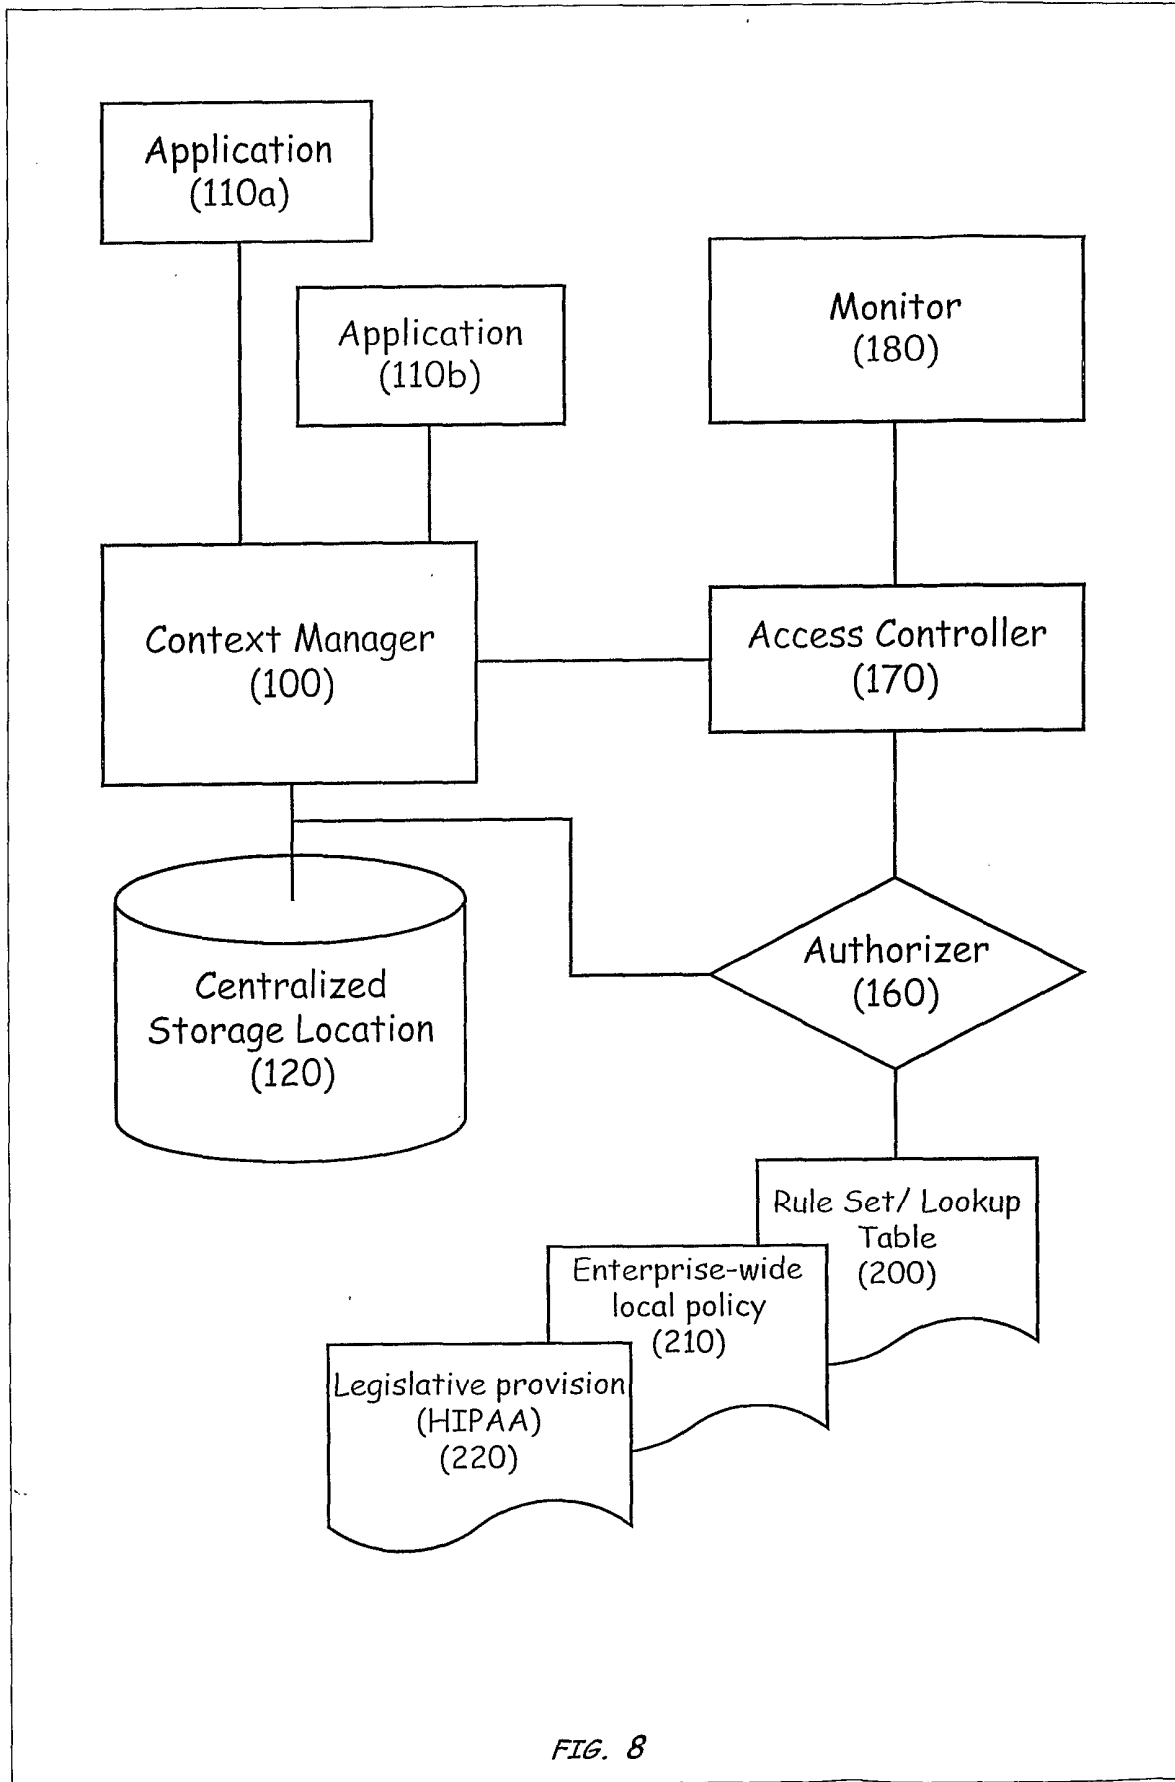 Application
(110a)
Application
(110b)
Monitor
(180)
Context Manager
(100)
Access Controller
(170)
Centralized
Storage Location
(120)
Authorizer
(160)
Rule Set/ Lookup
Table
(200)
Enterprise-wide
local policy
(210)
Legislative provision
(HIPAA)
(220)
FIG. 8